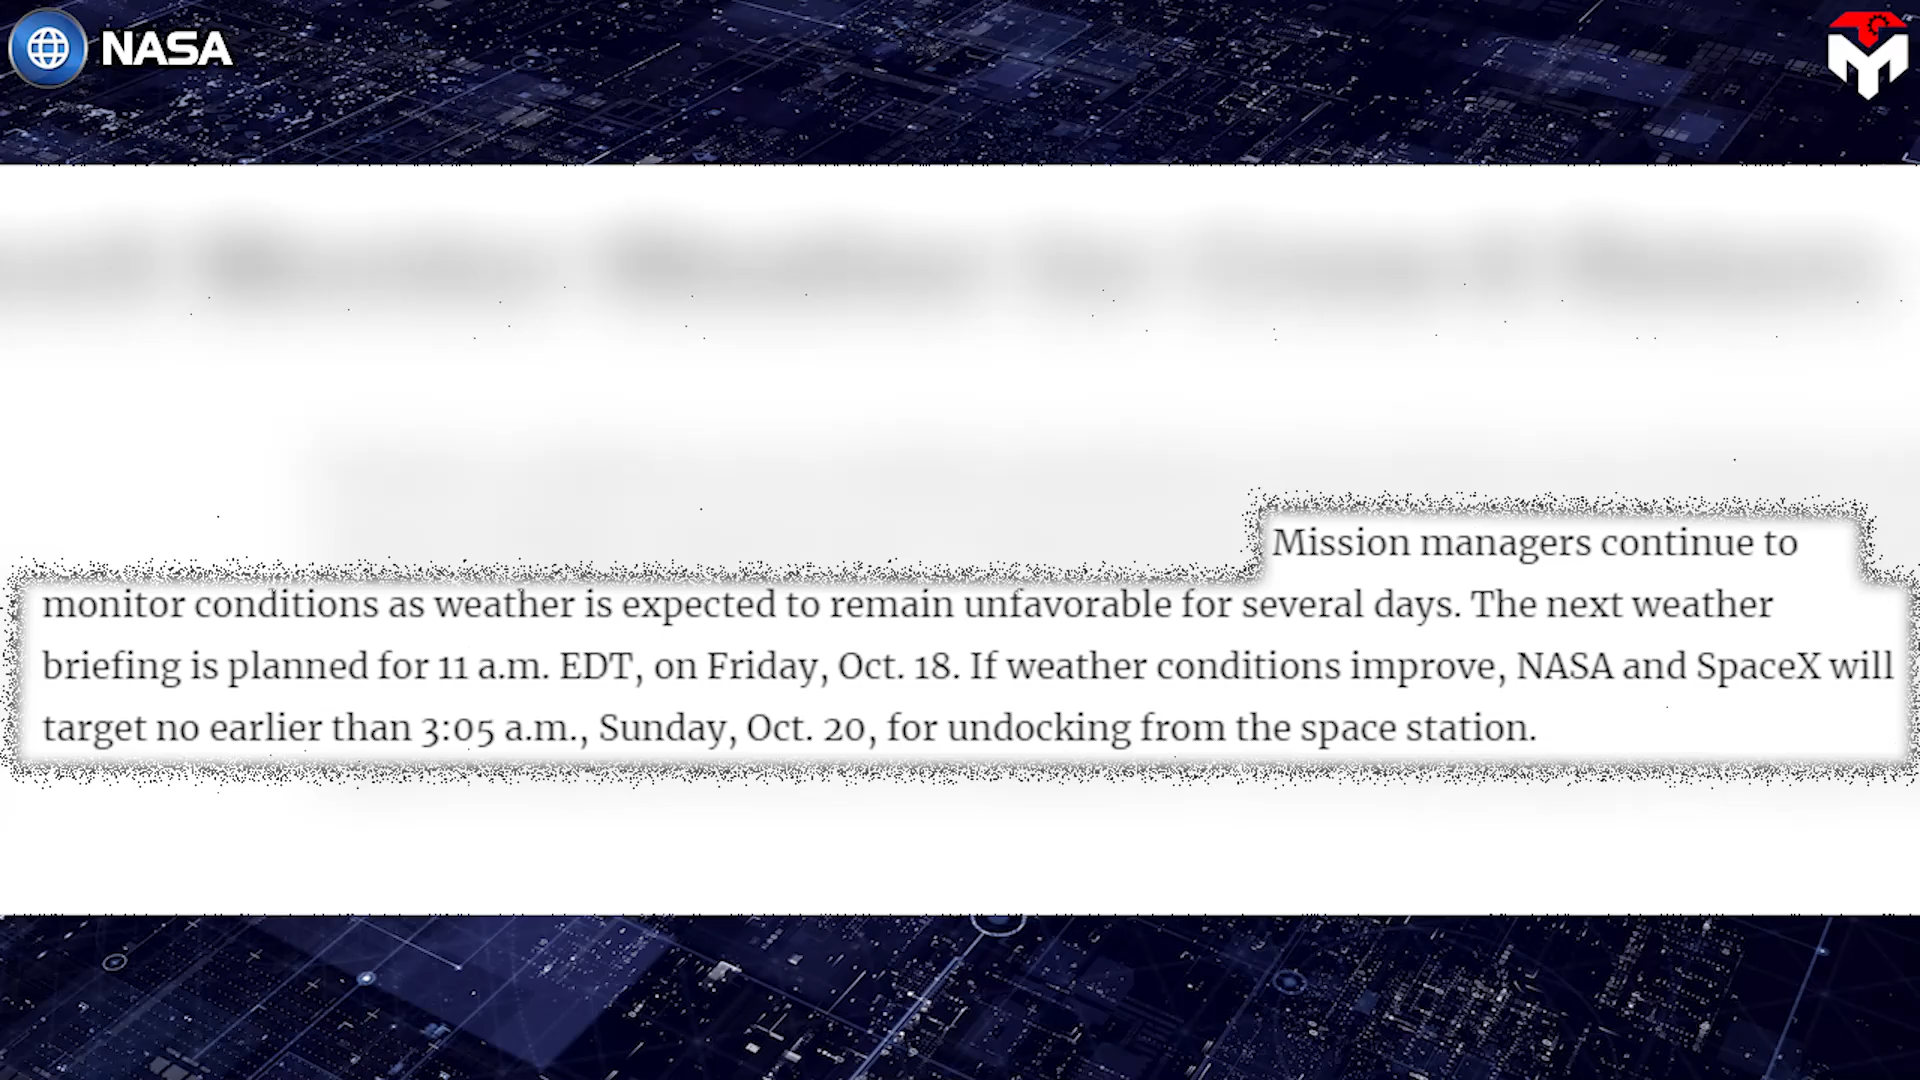 NASA
Mission managers continue to
monitor conditions as weather is expected to remain unfavorable for several days. The next weather
briefing is planned for 11 a.m. EDT, on Friday, Oct. 18. If weather conditions improve, NASA and SpaceX will
target no earlier than 3:05 a.m., Sunday, Oct. 20, for undocking from the space station.